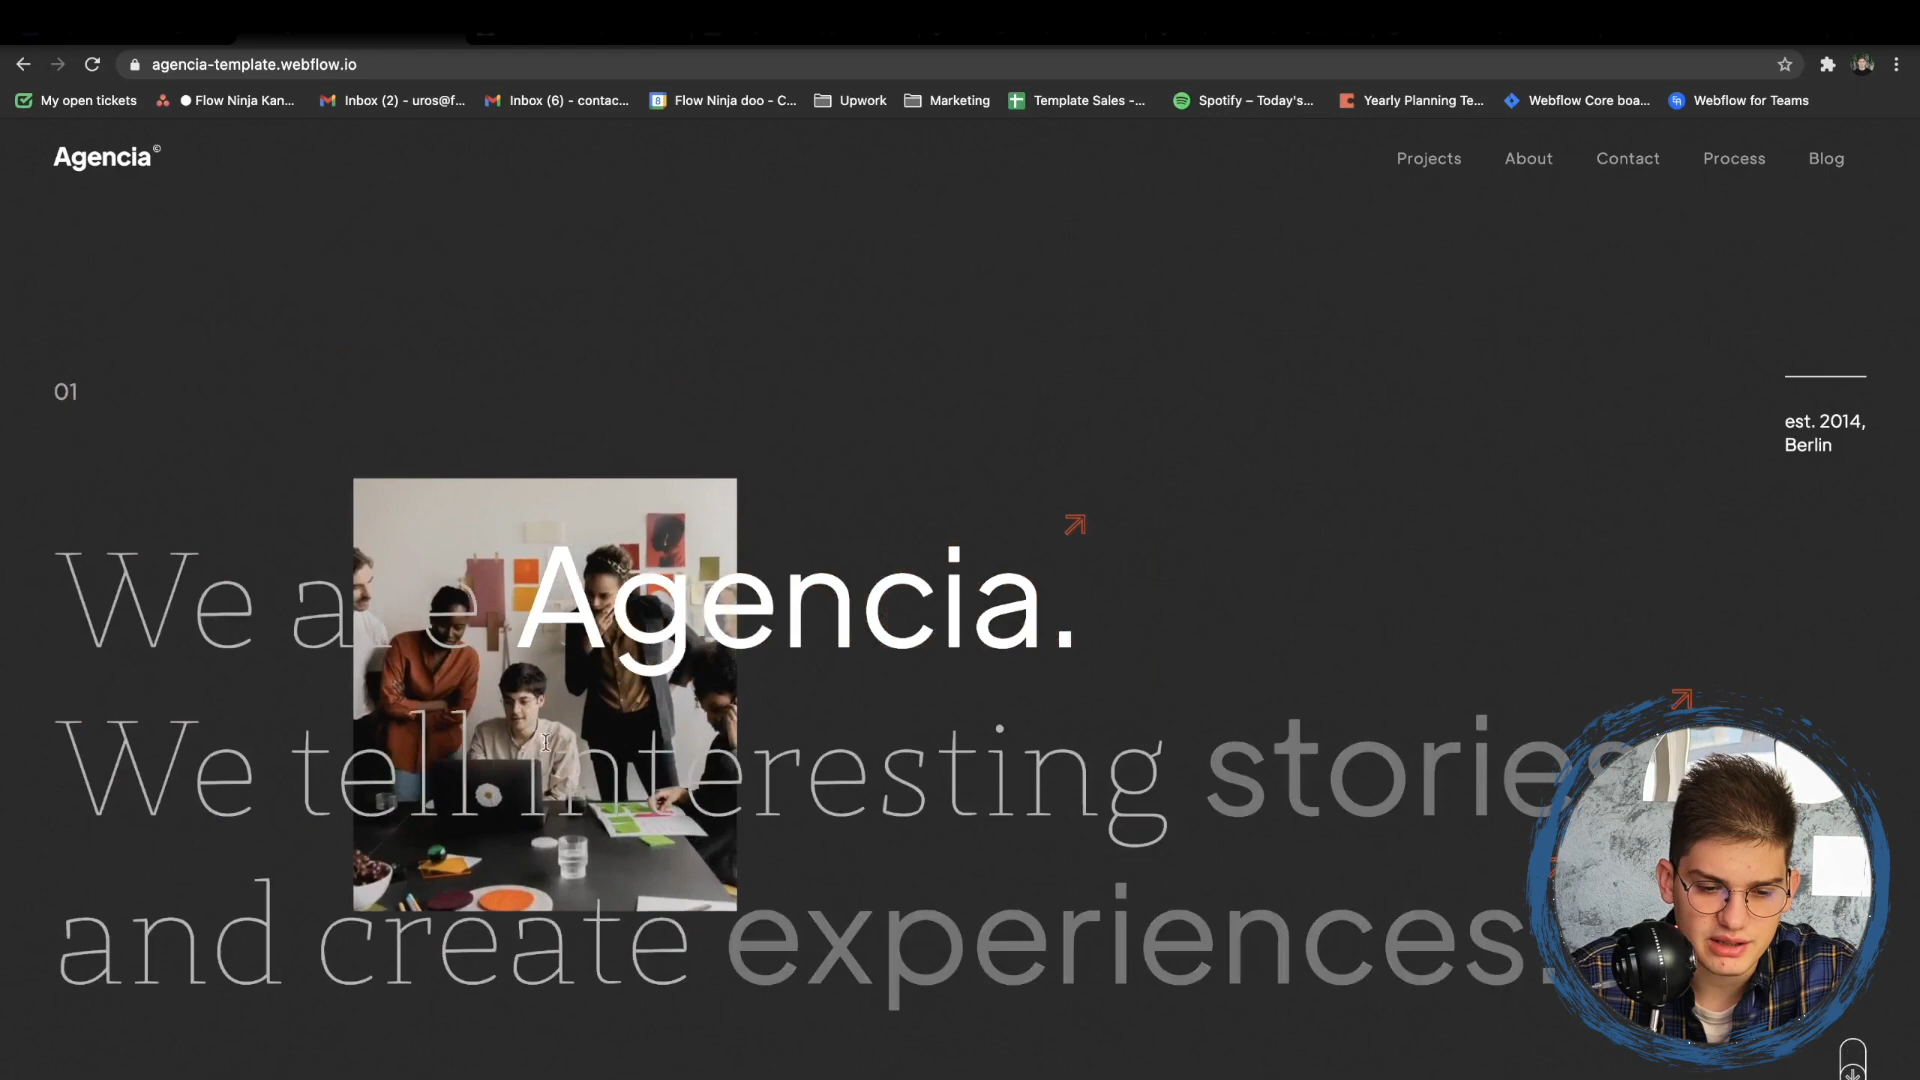 agencia-template.webflow.io
My open tickets
Flow Ninja Kan...
Inbox (2) - uros@f...
Inbox (6) - contac...
8
Flow Ninja doo - C...
Upwork
Marketing
Template Sales -...
Spotify – Today's...
Yearly Planning Te...
Webflow Core boa...
Webflow for Teams
Agencia©
Projects
About
Contact
Process
Blog
01
est. 2014,
Berlin
We are Agencia.
We tell interesting stories
and create experiences.